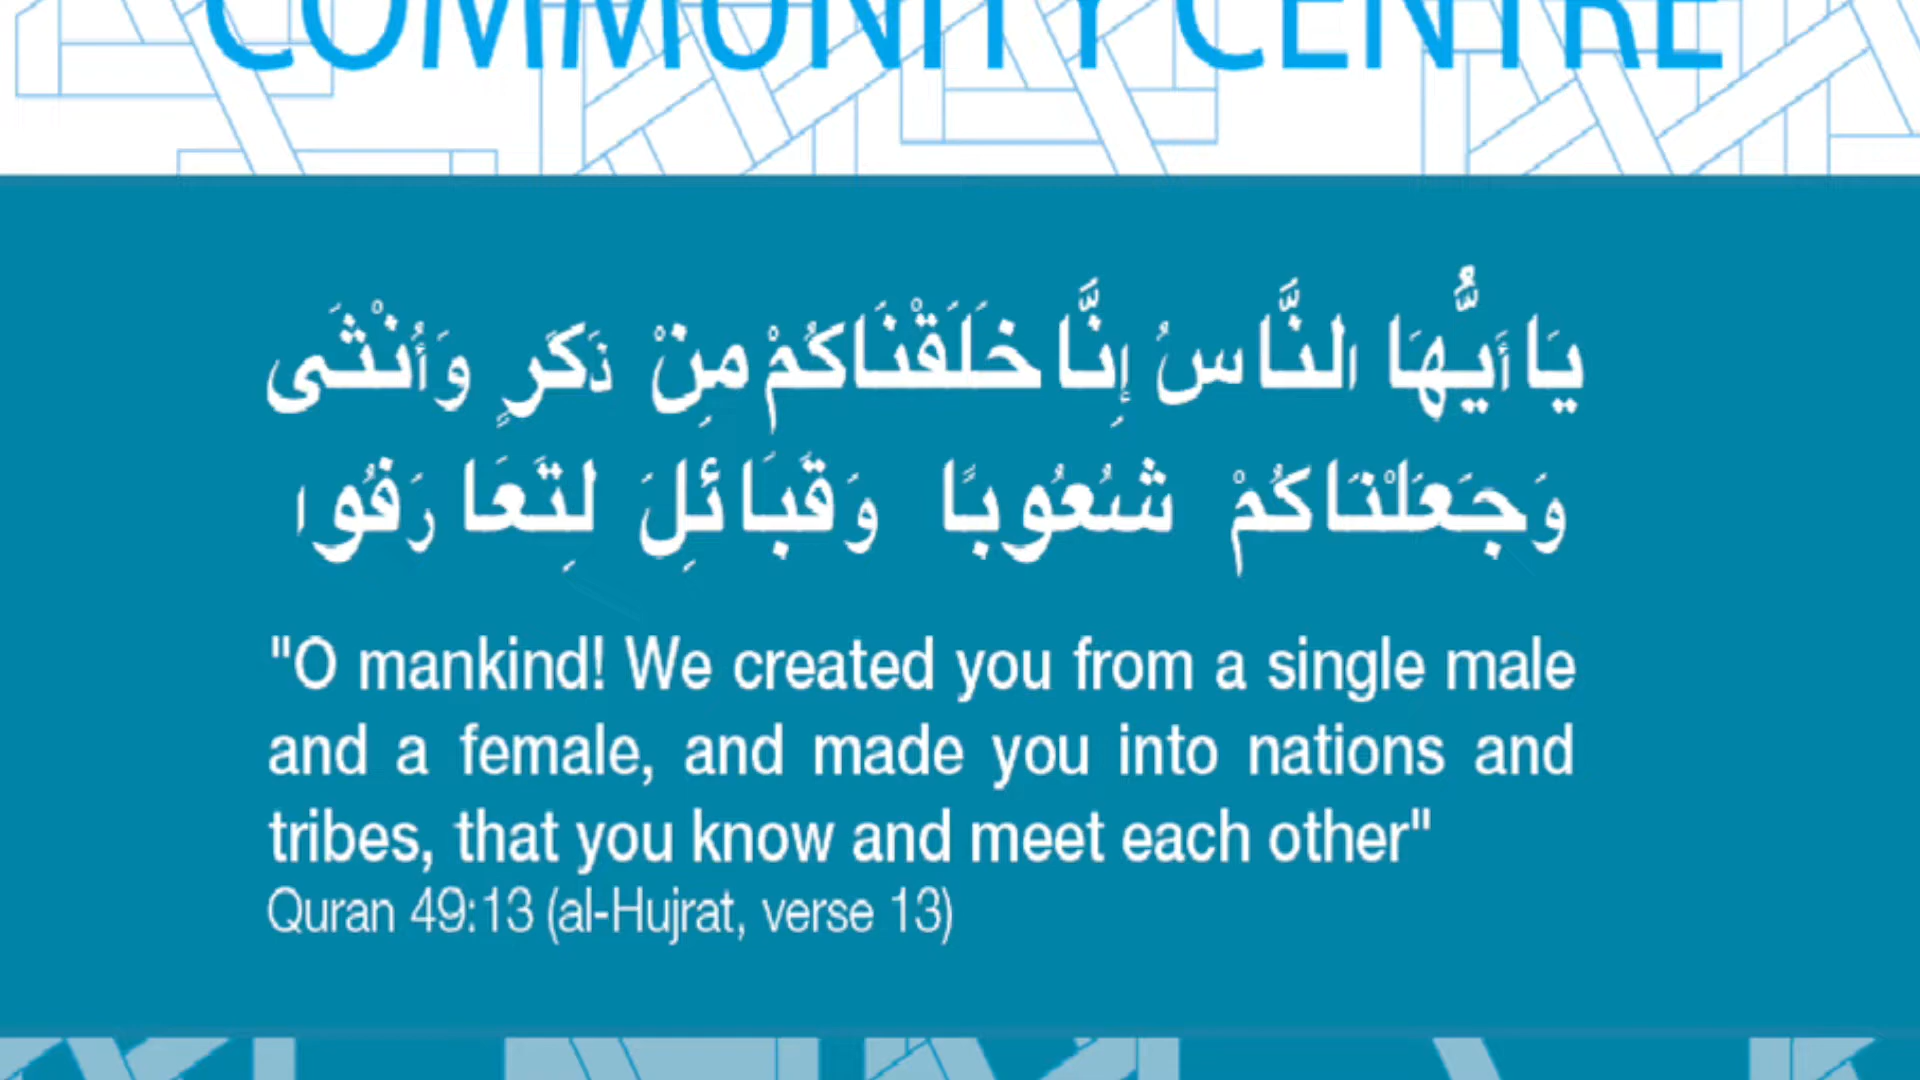 COMMUNITY CENTRE
يَاأَيُّهَا النَّاسُ إِنَّا خَلَقْنَاكُمْ مِنْ ذَكَرٍ وَأُنْثَى
وَجَعَلْنَاكُمْ شُعُوبًا وَقَبَائِلَ لِتَعَارَفُوا
"O mankind! We created you from a single male
and a female, and made you into nations and
tribes, that you know and meet each other"
Quran 49:13 (al-Hujrat, verse 13)